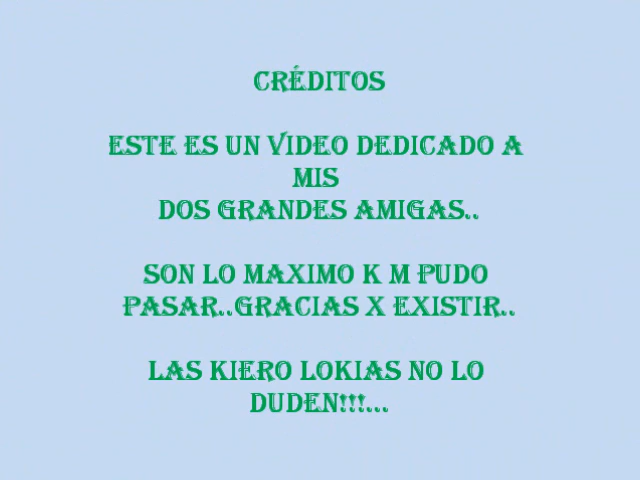 CRÉDITOS
ESTE ES UN VIDEO DEDICADO A
MIS
DOS GRANDES AMIGAS..
SON LO MAXIMO K M PUDO
PASAR..GRACIAS X EXISTIR..
LAS KIERO LOKIAS NO LO
DUDEN!!!...